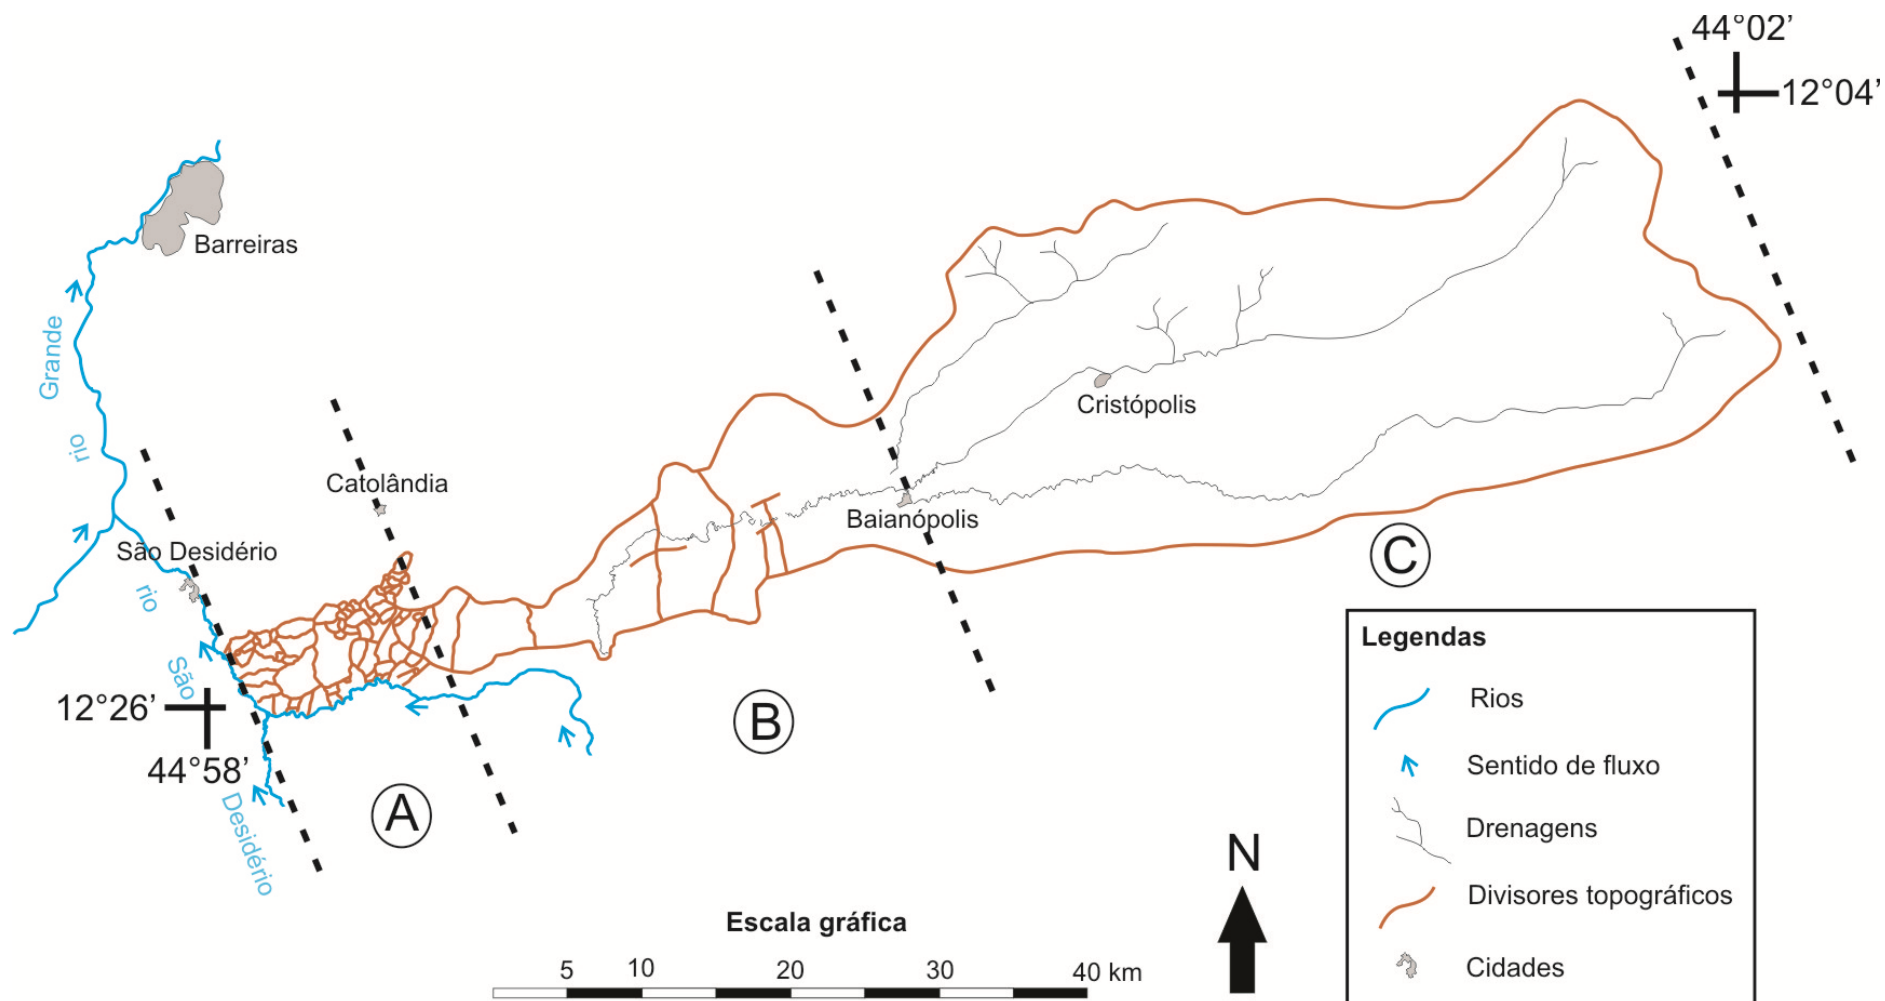 44°02’
12°04’
Barreiras
Grande
rio
Cristópolis
Catolândia
Baianópolis
São Desidério
rio
São
Desidério
12°26’
44°58’
A
B
C
N
Escala gráfica
5 10 20 30 40 km
Legendas
Rios
Sentido de fluxo
Drenagens
Divisores topográficos
Cidades